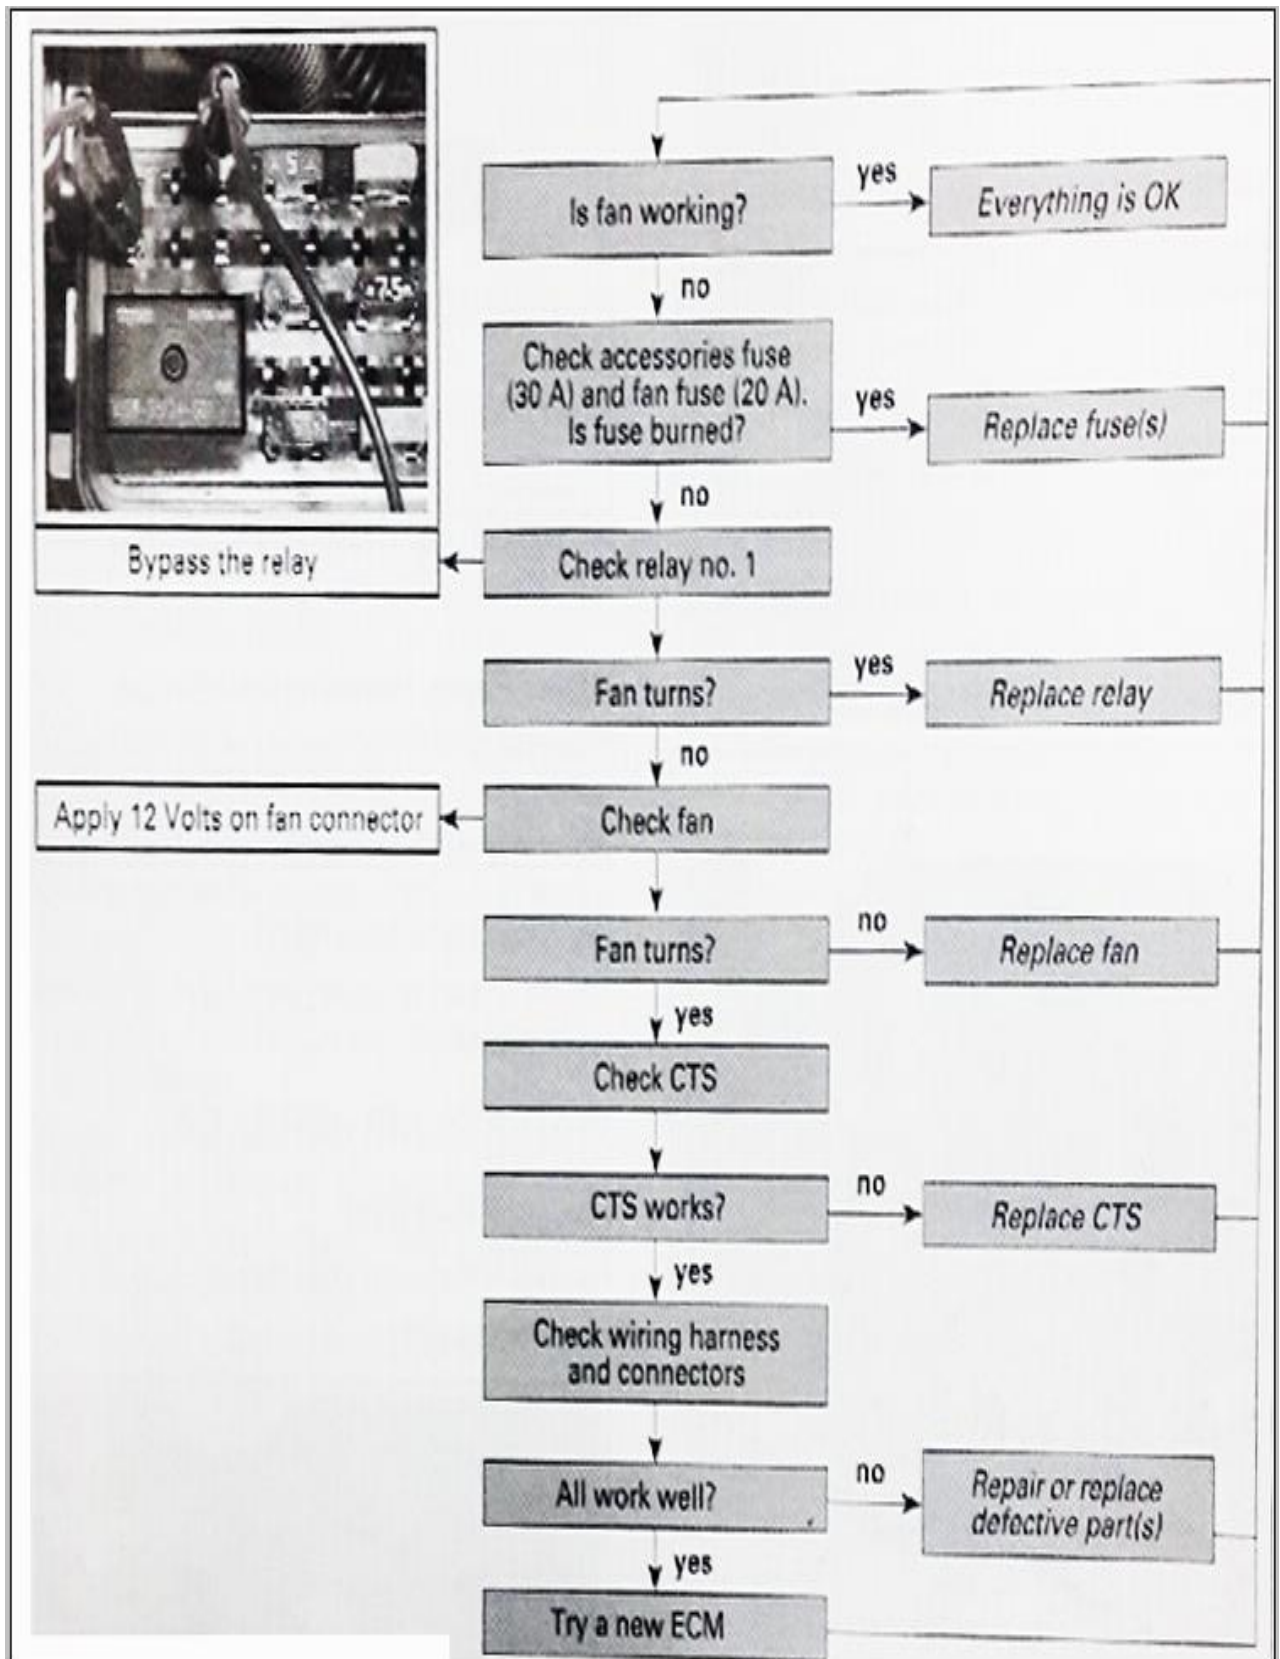 Is fan working?
yes
Everything is OK
no
Check accessories fuse
(30 A) and fan fuse (20 A).
Is fuse burned?
yes
Replace fuse(s)
no
5
7.5
Bypass the relay
Check relay no. 1
Fan turns?
yes
Replace relay
no
Apply 12 Volts on fan connector
Check fan
Fan turns?
no
Replace fan
yes
Check CTS
CTS works?
no
Replace CTS
yes
Check wiring harness
and connectors
All work well?
no
Repair or replace
defective part(s)
yes
Try a new ECM